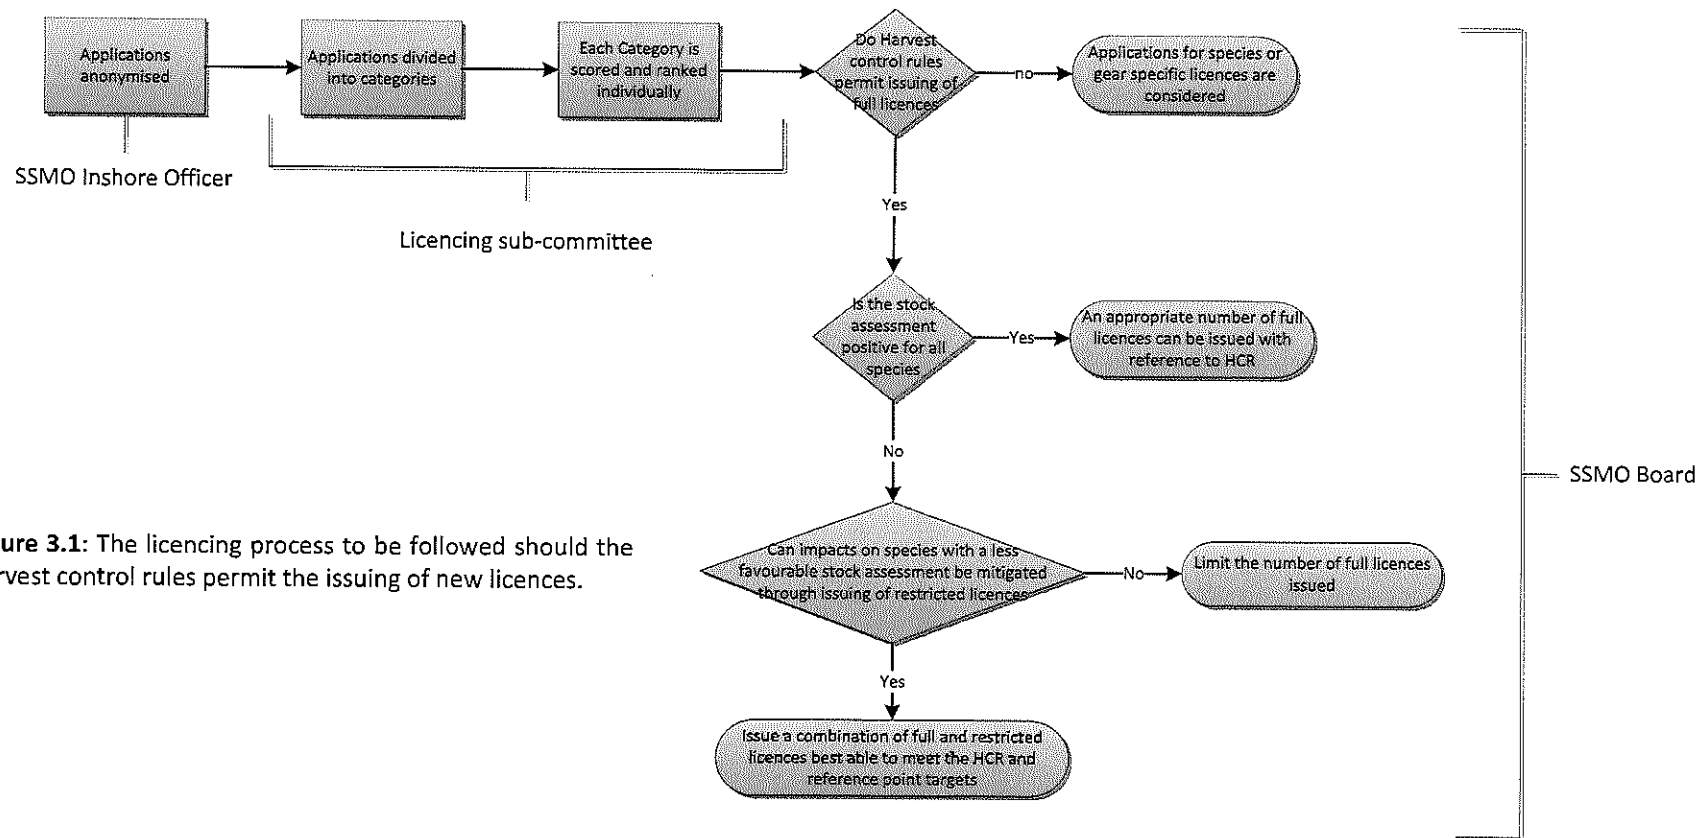 Applications
anonymised
Applications divided
into categories
Each Category is
scored and ranked
individually
Do Harvest
control rules
permit issuing of
full licences
no
Applications for species or
gear specific licences are
considered
SSMO Inshore Officer
Licencing sub-committee
Yes
Is the stock
assessment
positive for all
species
Yes
An appropriate number of full
licences can be issued with
reference to HCR
No
SSMO Board
ure 3.1: The licencing process to be followed should the
rvest control rules permit the issuing of new licences.
Can impacts on species with a less
favourable stock assessment be mitigated
through issuing of restricted licences
No
Limit the number of full licences
issued
Yes
Issue a combination of full and restricted
licences best able to meet the HCR and
reference point targets